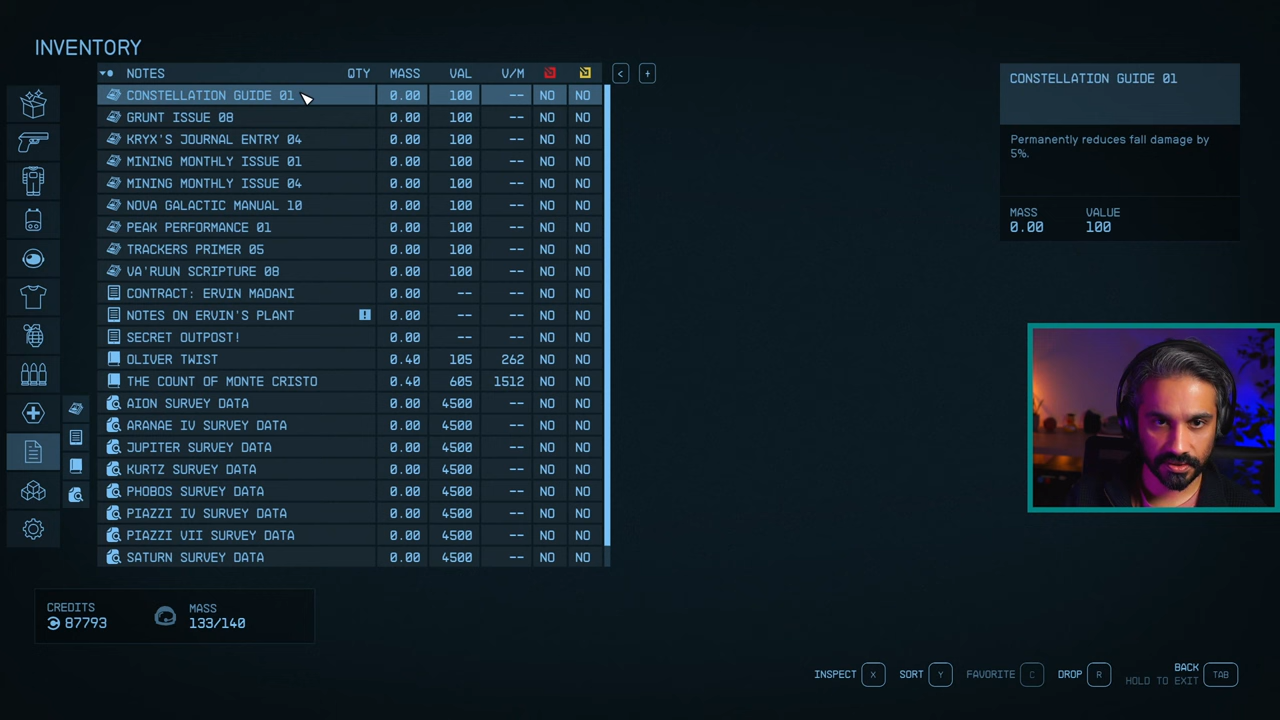 INVENTORY
NOTES QTY MASS VAL V/M < +
CONSTELLATION GUIDE 01 0.00 100 -- NO NO
GRUNT ISSUE 08 0.00 100 -- NO NO
KRYX'S JOURNAL ENTRY 04 0.00 100 -- NO NO
MINING MONTHLY ISSUE 01 0.00 100 -- NO NO
MINING MONTHLY ISSUE 04 0.00 100 -- NO NO
NOVA GALACTIC MANUAL 10 0.00 100 -- NO NO
PEAK PERFORMANCE 01 0.00 100 -- NO NO
TRACKERS PRIMER 05 0.00 100 -- NO NO
VA'RUUN SCRIPTURE 08 0.00 100 -- NO NO
CONTRACT: ERVIN MADANI 0.00 -- -- NO NO
NOTES ON ERVIN'S PLANT ! 0.00 -- -- NO NO
SECRET OUTPOST! 0.00 -- -- NO NO
OLIVER TWIST 0.40 105 262 NO NO
THE COUNT OF MONTE CRISTO 0.40 605 1512 NO NO
AION SURVEY DATA 0.00 4500 -- NO NO
ARANAE IV SURVEY DATA 0.00 4500 -- NO NO
JUPITER SURVEY DATA 0.00 4500 -- NO NO
KURTZ SURVEY DATA 0.00 4500 -- NO NO
PHOBOS SURVEY DATA 0.00 4500 -- NO NO
PIAZZI IV SURVEY DATA 0.00 4500 -- NO NO
PIAZZI VII SURVEY DATA 0.00 4500 -- NO NO
SATURN SURVEY DATA 0.00 4500 -- NO NO
CONSTELLATION GUIDE 01
Permanently reduces fall damage by
5%.
MASS VALUE
0.00 100
CREDITS MASS
87793 133/140
INSPECT X SORT Y FAVORITE C DROP R BACK TAB
HOLD TO EXIT